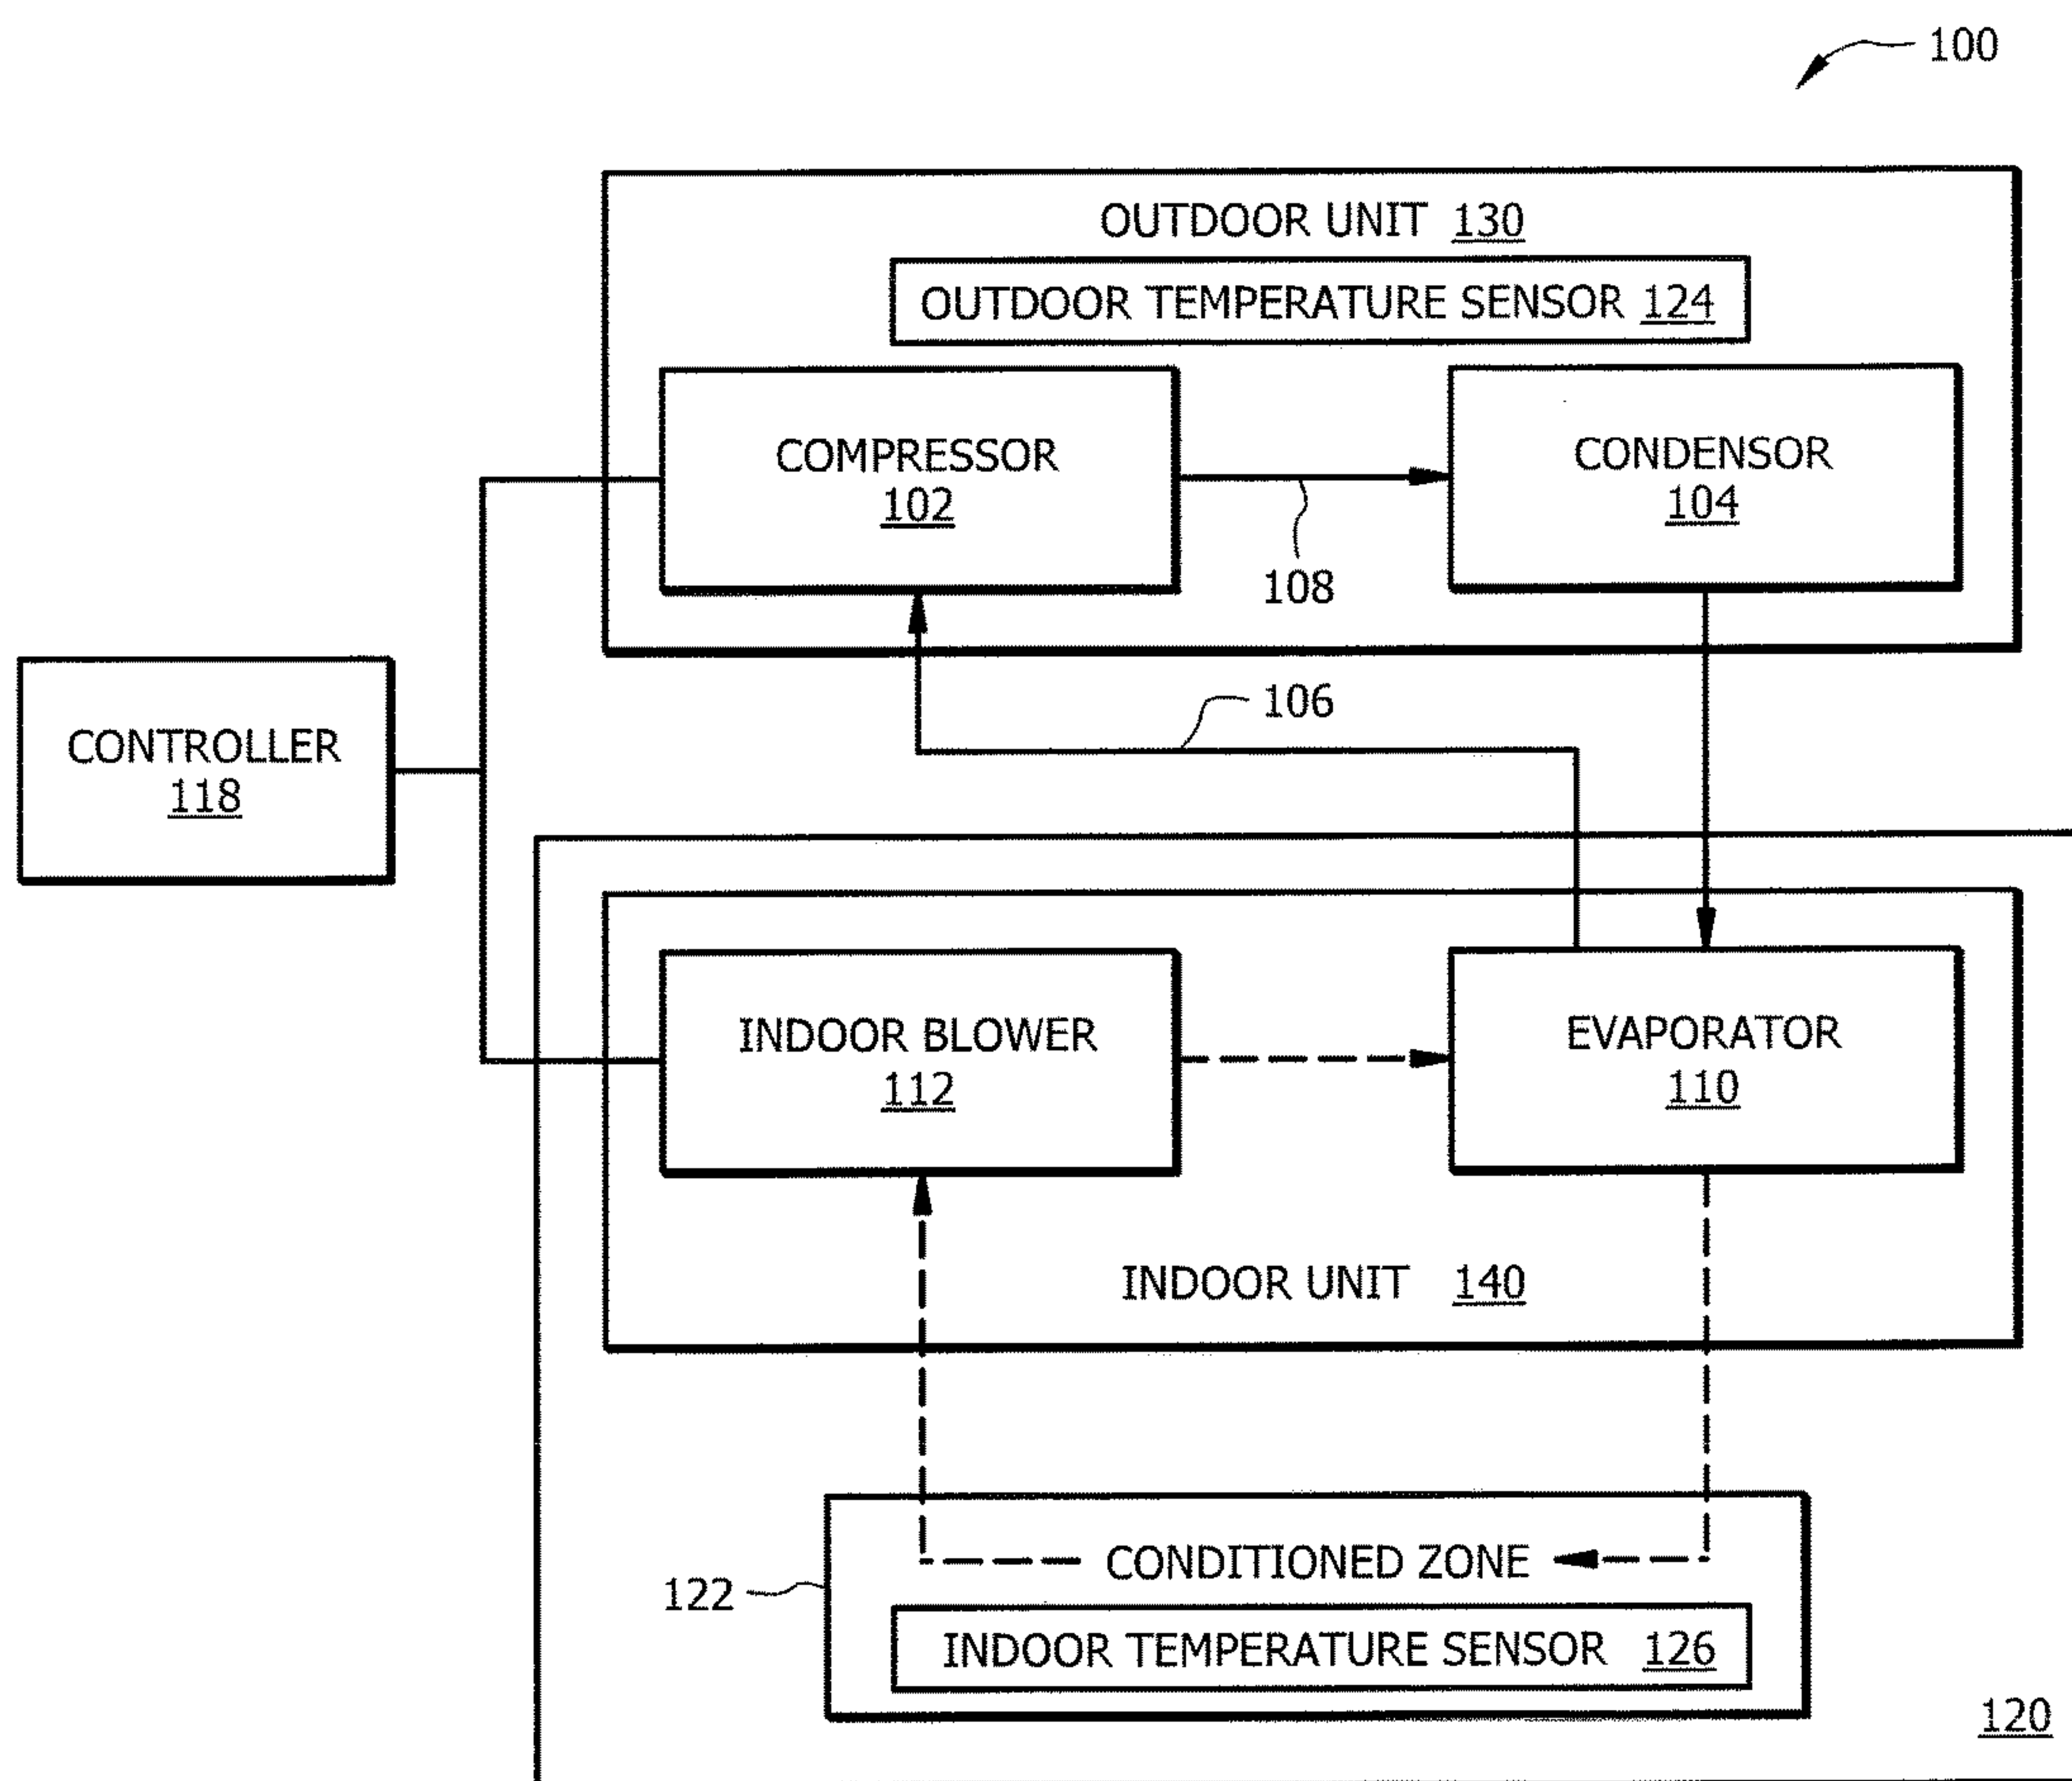 100
OUTDOOR UNIT 130
OUTDOOR TEMPERATURE SENSOR 124
COMPRESSOR
102
CONDENSOR
104
108
106
CONTROLLER
118
INDOOR BLOWER
112
EVAPORATOR
110
INDOOR UNIT 140
CONDITIONED ZONE
122
INDOOR TEMPERATURE SENSOR 126
120